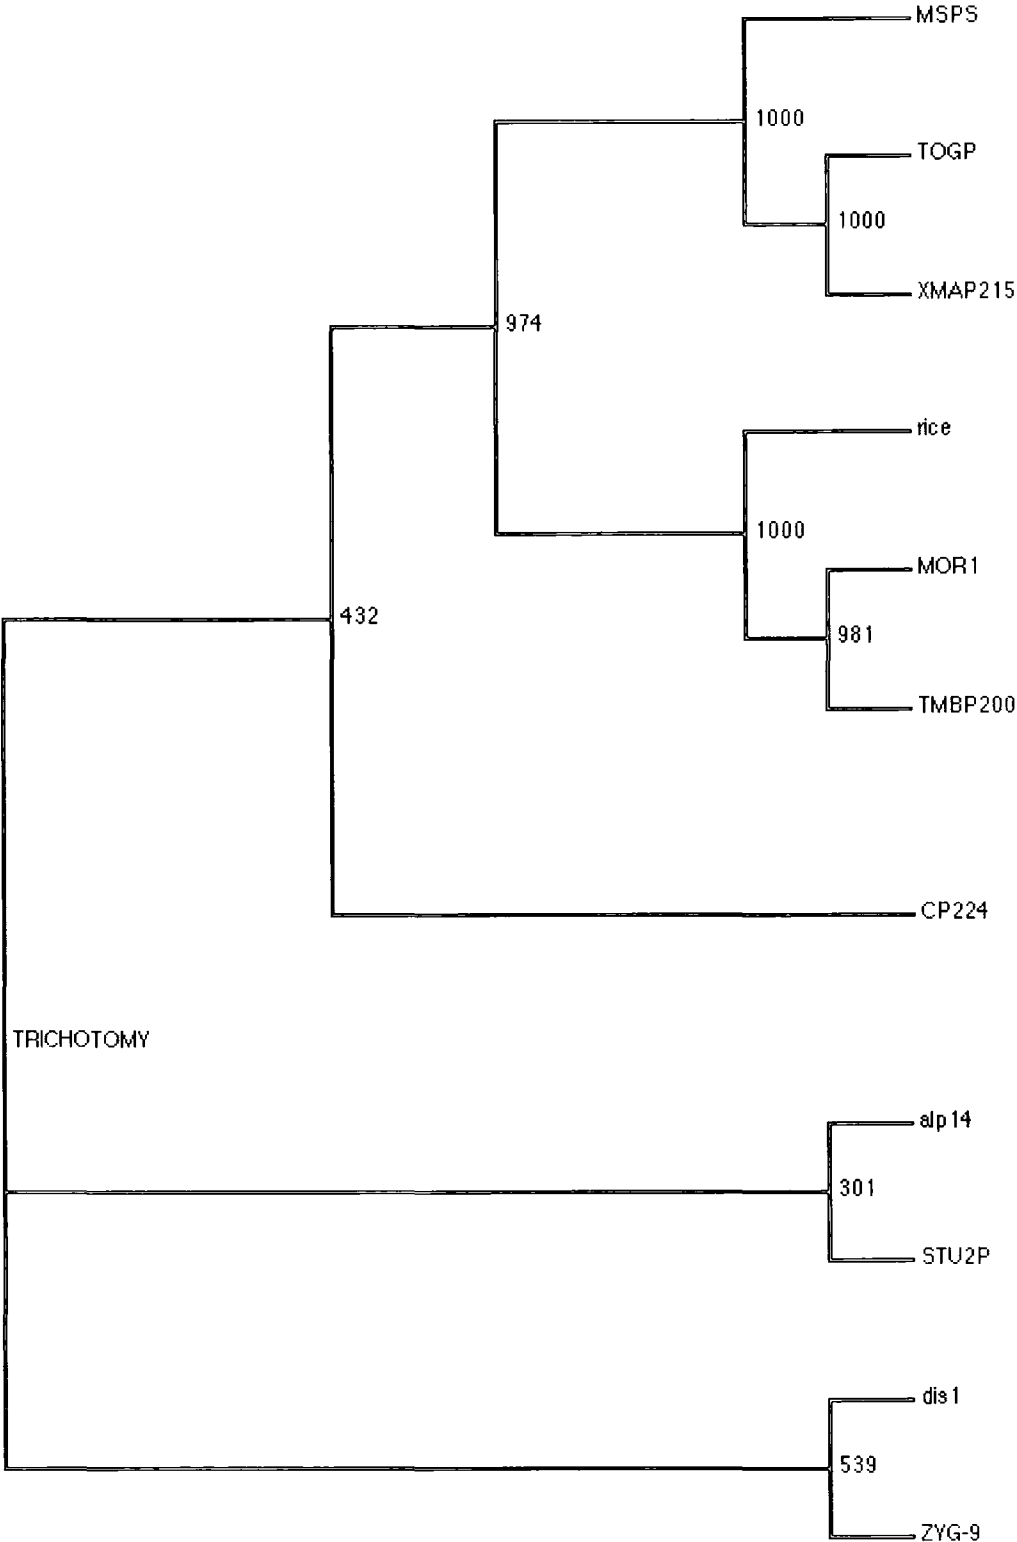 MSPS
1000
TOGP
1000
XMAP215
974
rice
1000
MOR1
432
981
TMBP200
CP224
TRICHOTOMY
alp14
301
STU2P
dis1
539
ZYG-9